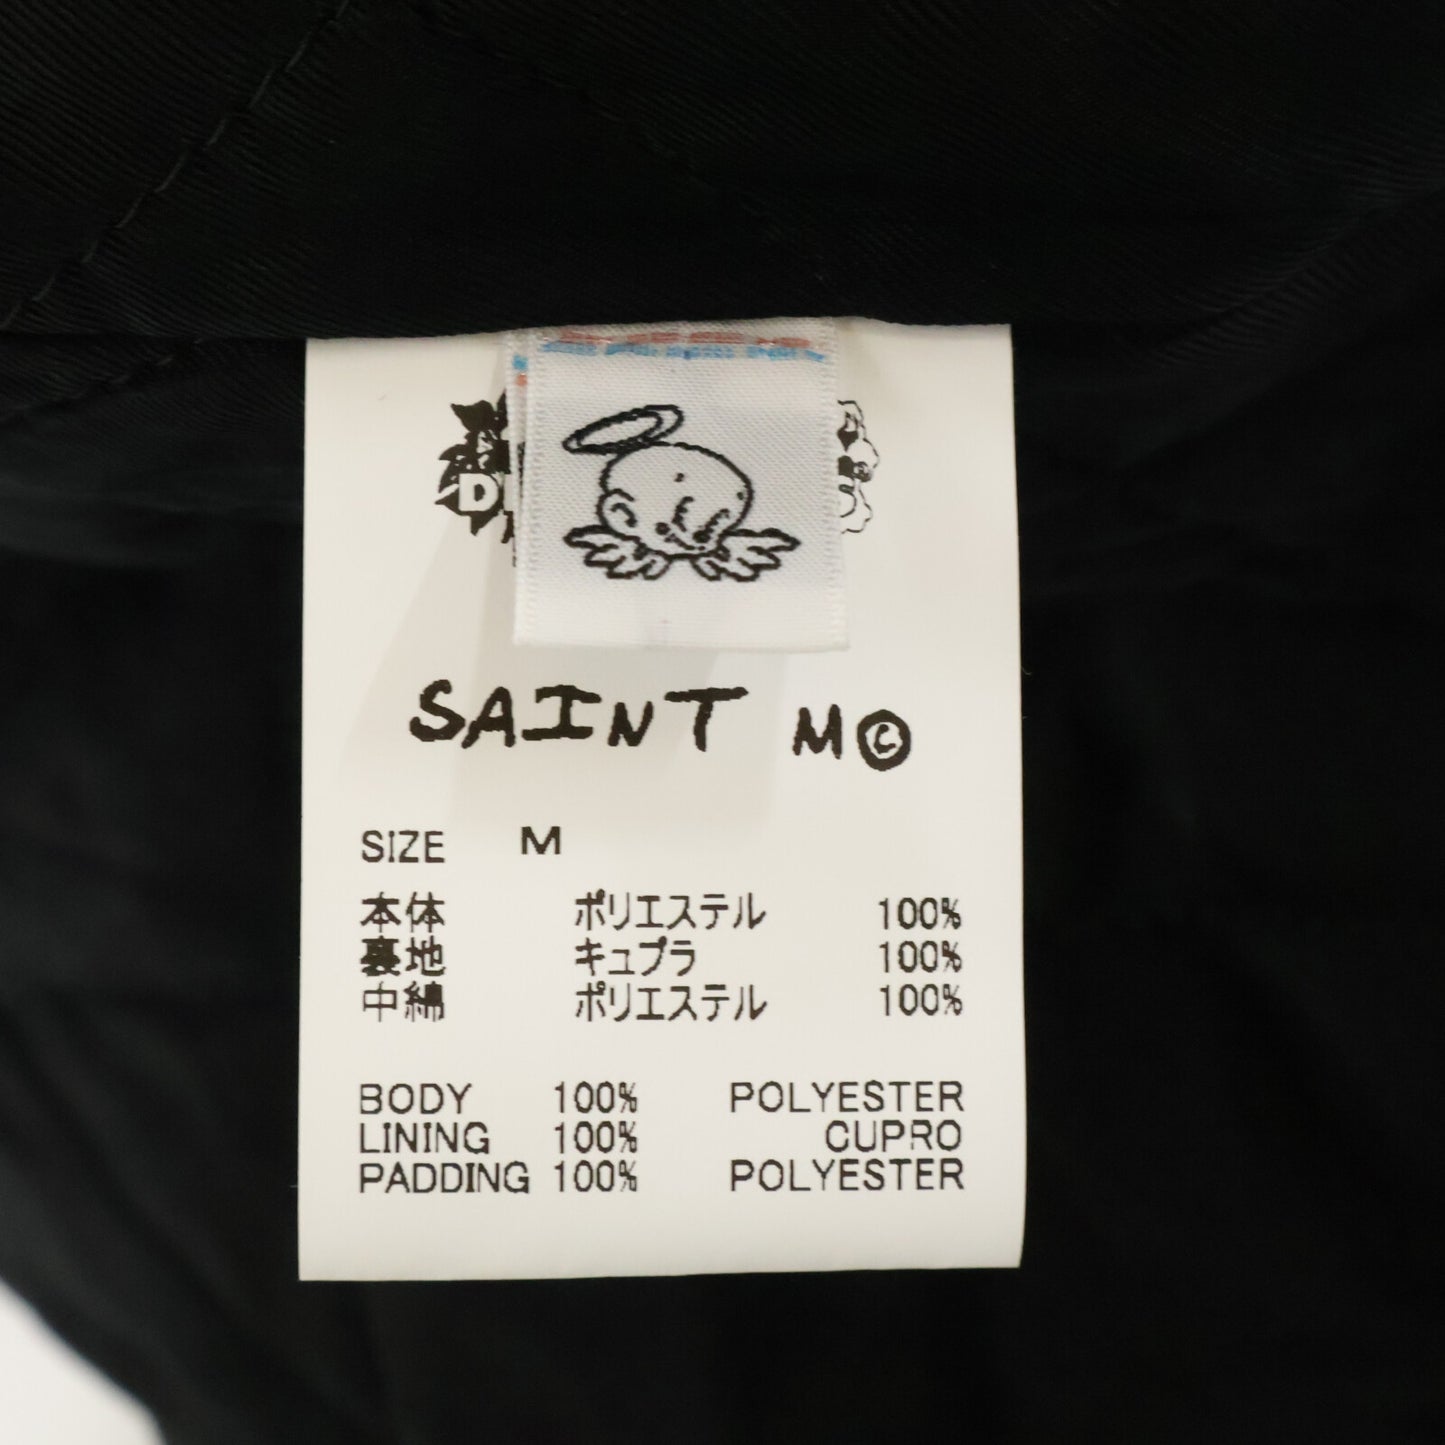 SAINT M©
SIZE M
本体 ポリエステル 100%
裏地 キュプラ 100%
中綿 ポリエステル 100%
BODY 100% POLYESTER
LINING 100% CUPRO
PADDING 100% POLYESTER